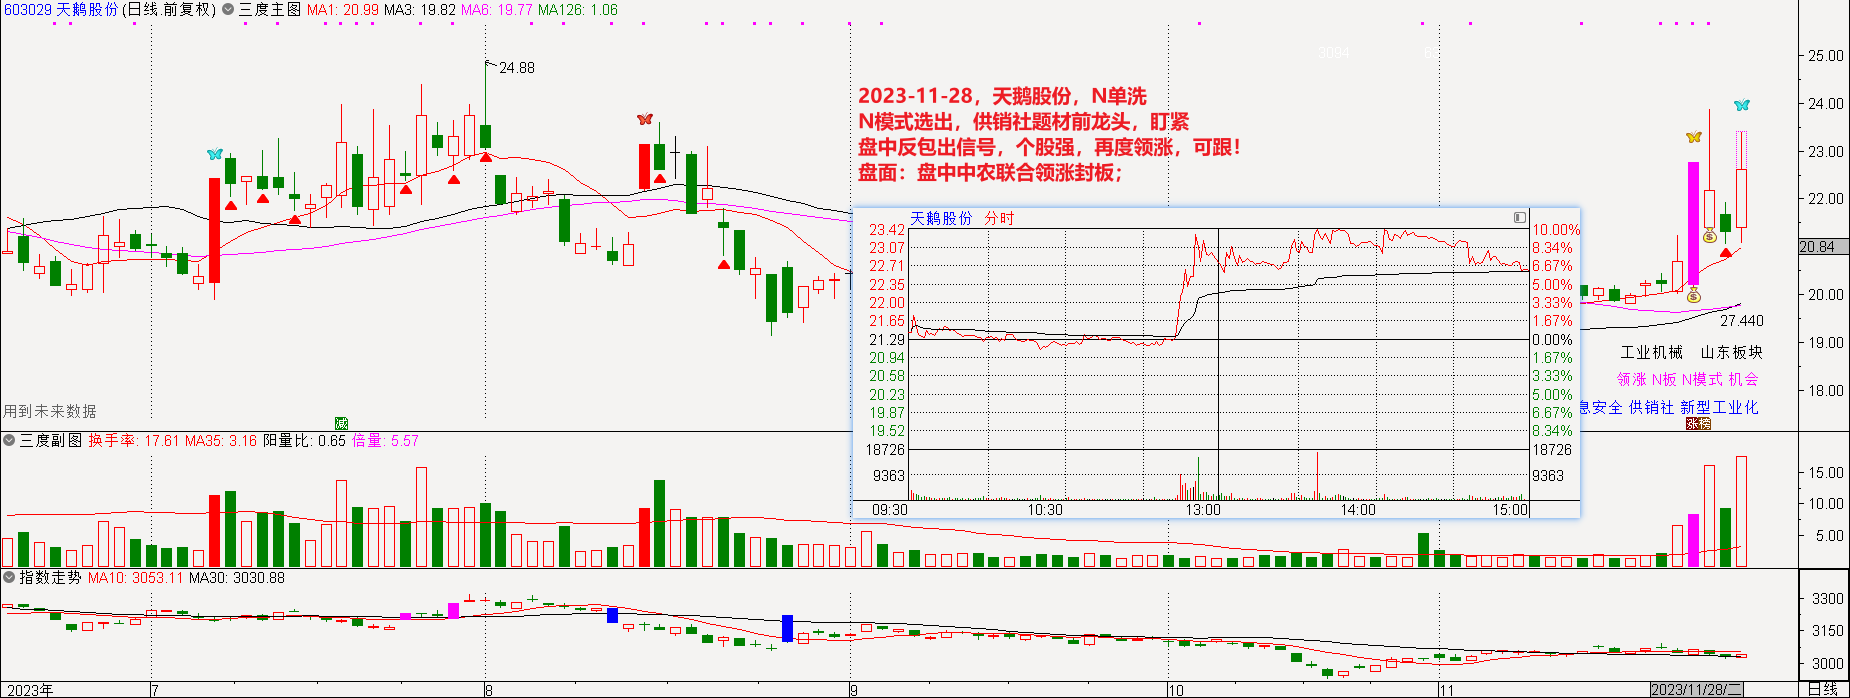 603029 天鹅股份(日线.前复权) 三度主图 MA1: 20.99 MA3: 19.82 MA6: 19.77 MA126: 1.06
24.88
3094
2023-11-28，天鹅股份，N单洗
N模式选出，供销社题材前龙头，盯紧
盘中反包出信号，个股强，再度领涨，可跟！
盘面：盘中中农联合领涨封板；
25.00
24.00
23.00
22.00
20.84
20.00
19.00
18.00
天鹅股份 分时
23.42 10.00%
23.07 8.34%
22.71 6.67%
22.35 5.00%
22.00 3.33%
21.65 1.67%
21.29 0.00%
20.94 1.67%
20.58 3.33%
20.23 5.00%
19.87 6.67%
19.52 8.34%
18726 18726
9363 9363
09:30 10:30 13:00 14:00 15:00
27.440
工业机械 山东板块
领涨 N板 N模式 机会
息安全 供销社 新型工业化
用到未来数据
减
涨榜
三度副图 换手率: 17.61 MA35: 3.16 阳量比: 0.65 倍量: 5.57
15.00
10.00
5.00
指数走势 MA10: 3053.11 MA30: 3030.88
3300
3150
3000
2023年 7 8 9 10 11 2023/11/28/二 日线